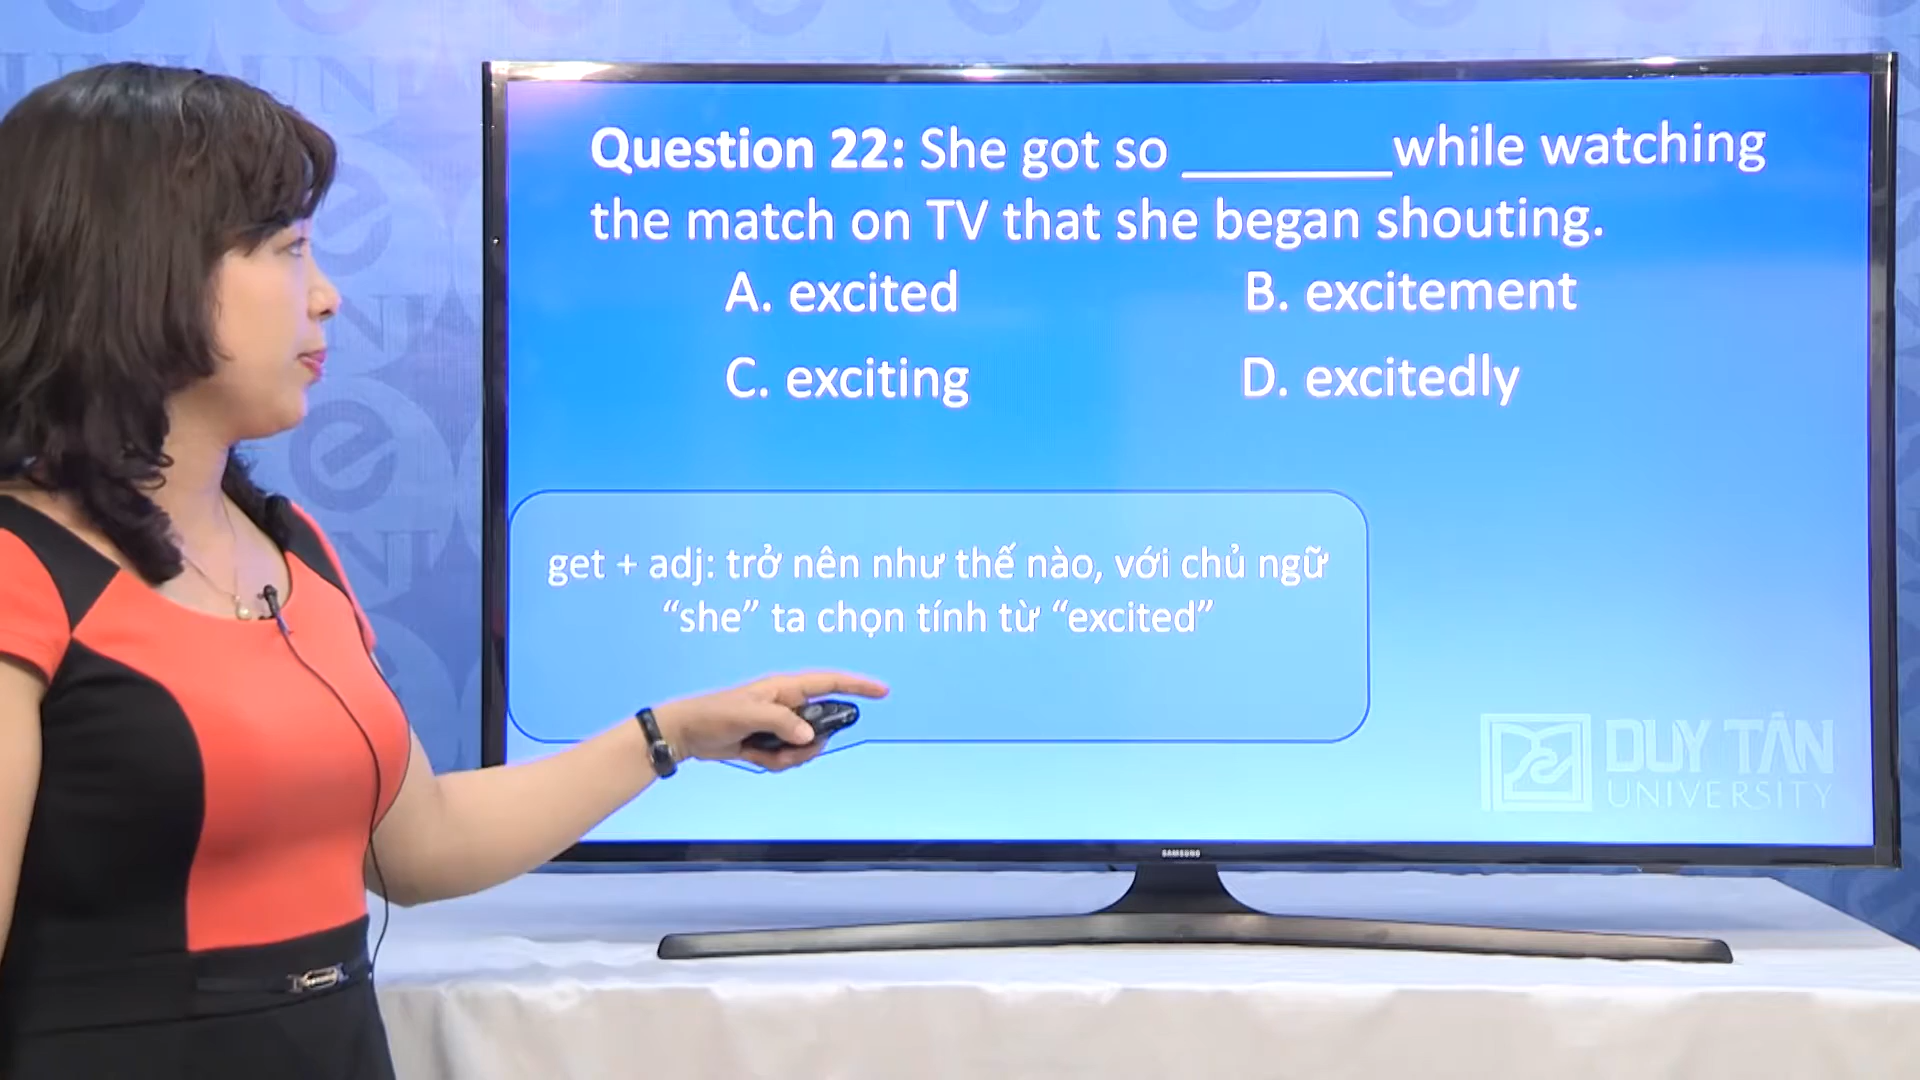 Question 22: She got so ________while watching
the match on TV that she began shouting.
A. excited B. excitement
C. exciting D. excitedly
get + adj: trở nên như thế nào, với chủ ngữ
“she” ta chọn tính từ “excited”
DUY TÂN
UNIVERSITY
SAMSUNG